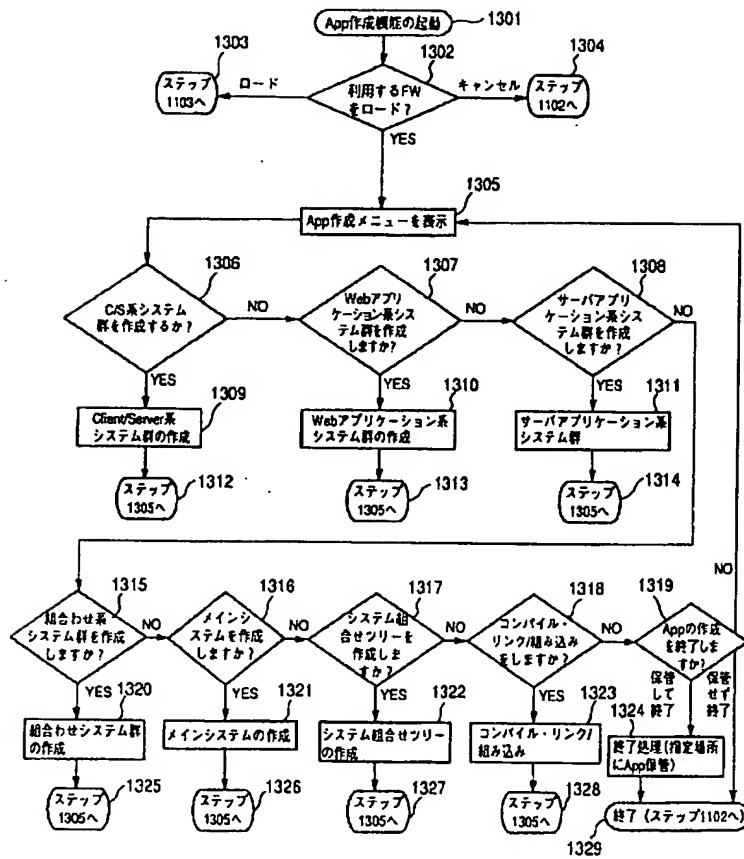 App作成機能の起動
1301
1303
1302
1304
ステップ
1103へ
ロード
利用するFW
をロード?
キャンセル
ステップ
1102へ
YES
1305
App作成メニューを表示
1306
1307
1308
C/S系システム
群を作成するか?
NO
Webアプリ
ケーション系シス
テム群を作成
しますか?
NO
サーバアプリ
ケーション系シス
テム群を作成
しますか?
NO
YES
YES
YES
1309
1310
1311
Client/Server系
システム群の作成
Webアプリケーション系
システム群の作成
サーバアプリケーション系
システム群
ステップ
1305へ
1312
ステップ
1305へ
1313
ステップ
1305へ
1314
1315
1316
1317
1318
1319
NO
組合わせ系
システム群を作成
しますか?
NO
メインシ
ステムを作成
しますか?
NO
システム組
合せツリーを
作成しま
すか?
NO
コンパイル・
リンク/組み込み
をしますか?
NO
Appの作成
を終了しま
すか?
YES
YES
YES
YES
保管
して
終了
保管
せず
終了
1320
1321
1322
1323
1324
組合わせシステム群
の作成
メインシステムの作成
システム組合せツリー
の作成
コンパイル・リンク/
組み込み
終了処理(指定場所
にApp保管)
ステップ
1305へ
1325
ステップ
1305へ
1326
ステップ
1305へ
1327
ステップ
1305へ
1328
終了 (ステップ1102へ)
1329